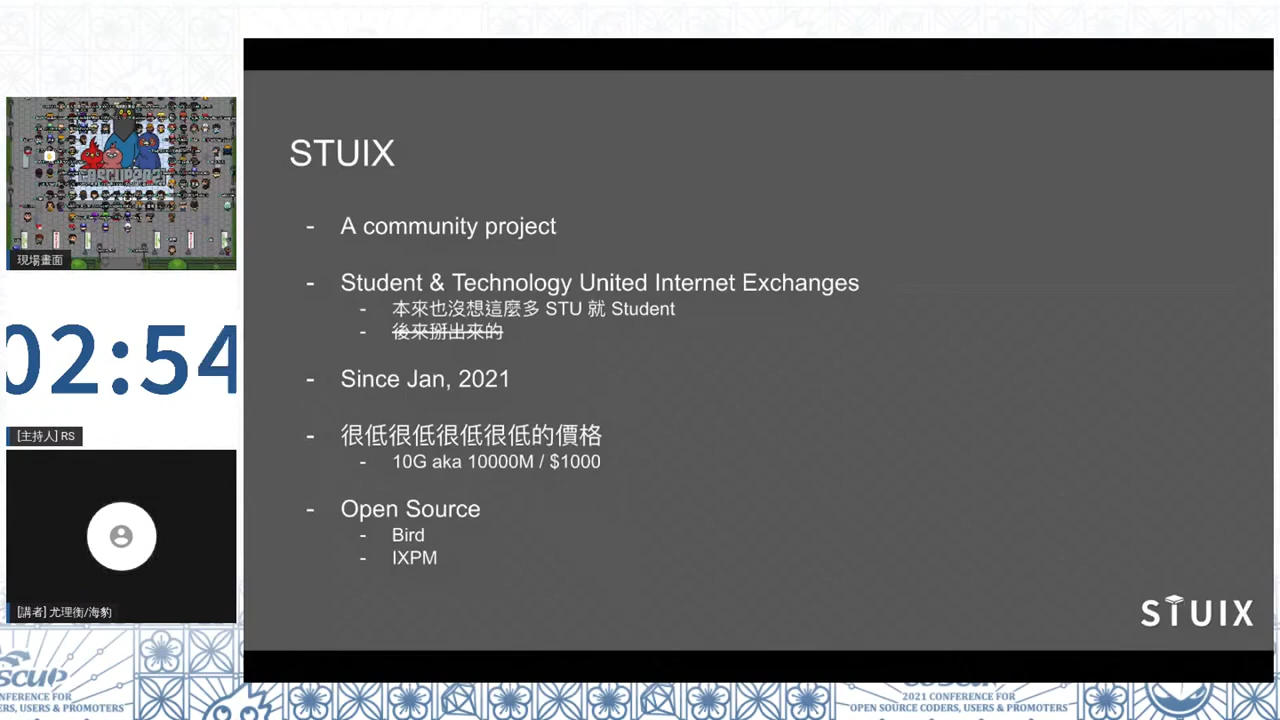 STUIX
- A community project
- Student & Technology United Internet Exchanges
- 本來也沒想這麼多 STU 就 Student
- 後來掰出來的
- Since Jan, 2021
- 很低很低很低很低的價格
- 10G aka 10000M / $1000
- Open Source
- Bird
- IXPM
STUIX
現場畫面
02:54
[主持人] RS
[講者] 尤理衡/海豹
2021 CONFERENCE FOR
OPEN SOURCE CODERS, USERS & PROMOTERS